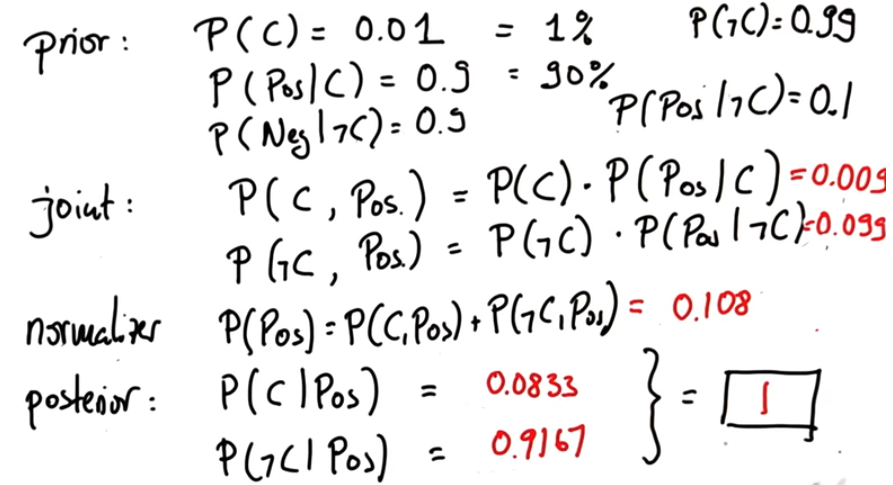 prior: P(C) = 0.01 = 1% P(¬C) = 0.99
P(Pos|C) = 0.9 = 90%
P(Pos|¬C) = 0.1
P(Neg|¬C) = 0.9
joint: P(C, Pos.) = P(C) · P(Pos|C) = 0.009
P(¬C, Pos.) = P(¬C) · P(Pos|¬C) = 0.099
normalizer P(Pos) = P(C,Pos) + P(¬C,Pos) = 0.108
posterior: P(C|Pos) = 0.0833 } = 1
P(¬C|Pos) = 0.9167